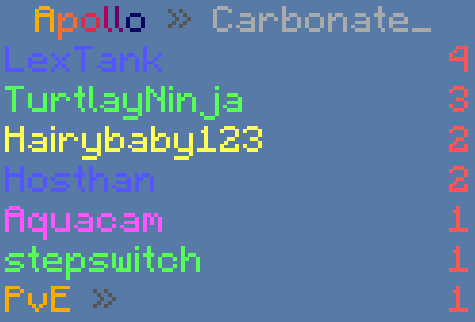 Apollo » Carbonate_
LexTank 4
TurtlayNinja 3
Hairybaby123 2
Hosthan 2
Aquacam 1
stepswitch 1
PvE » 1